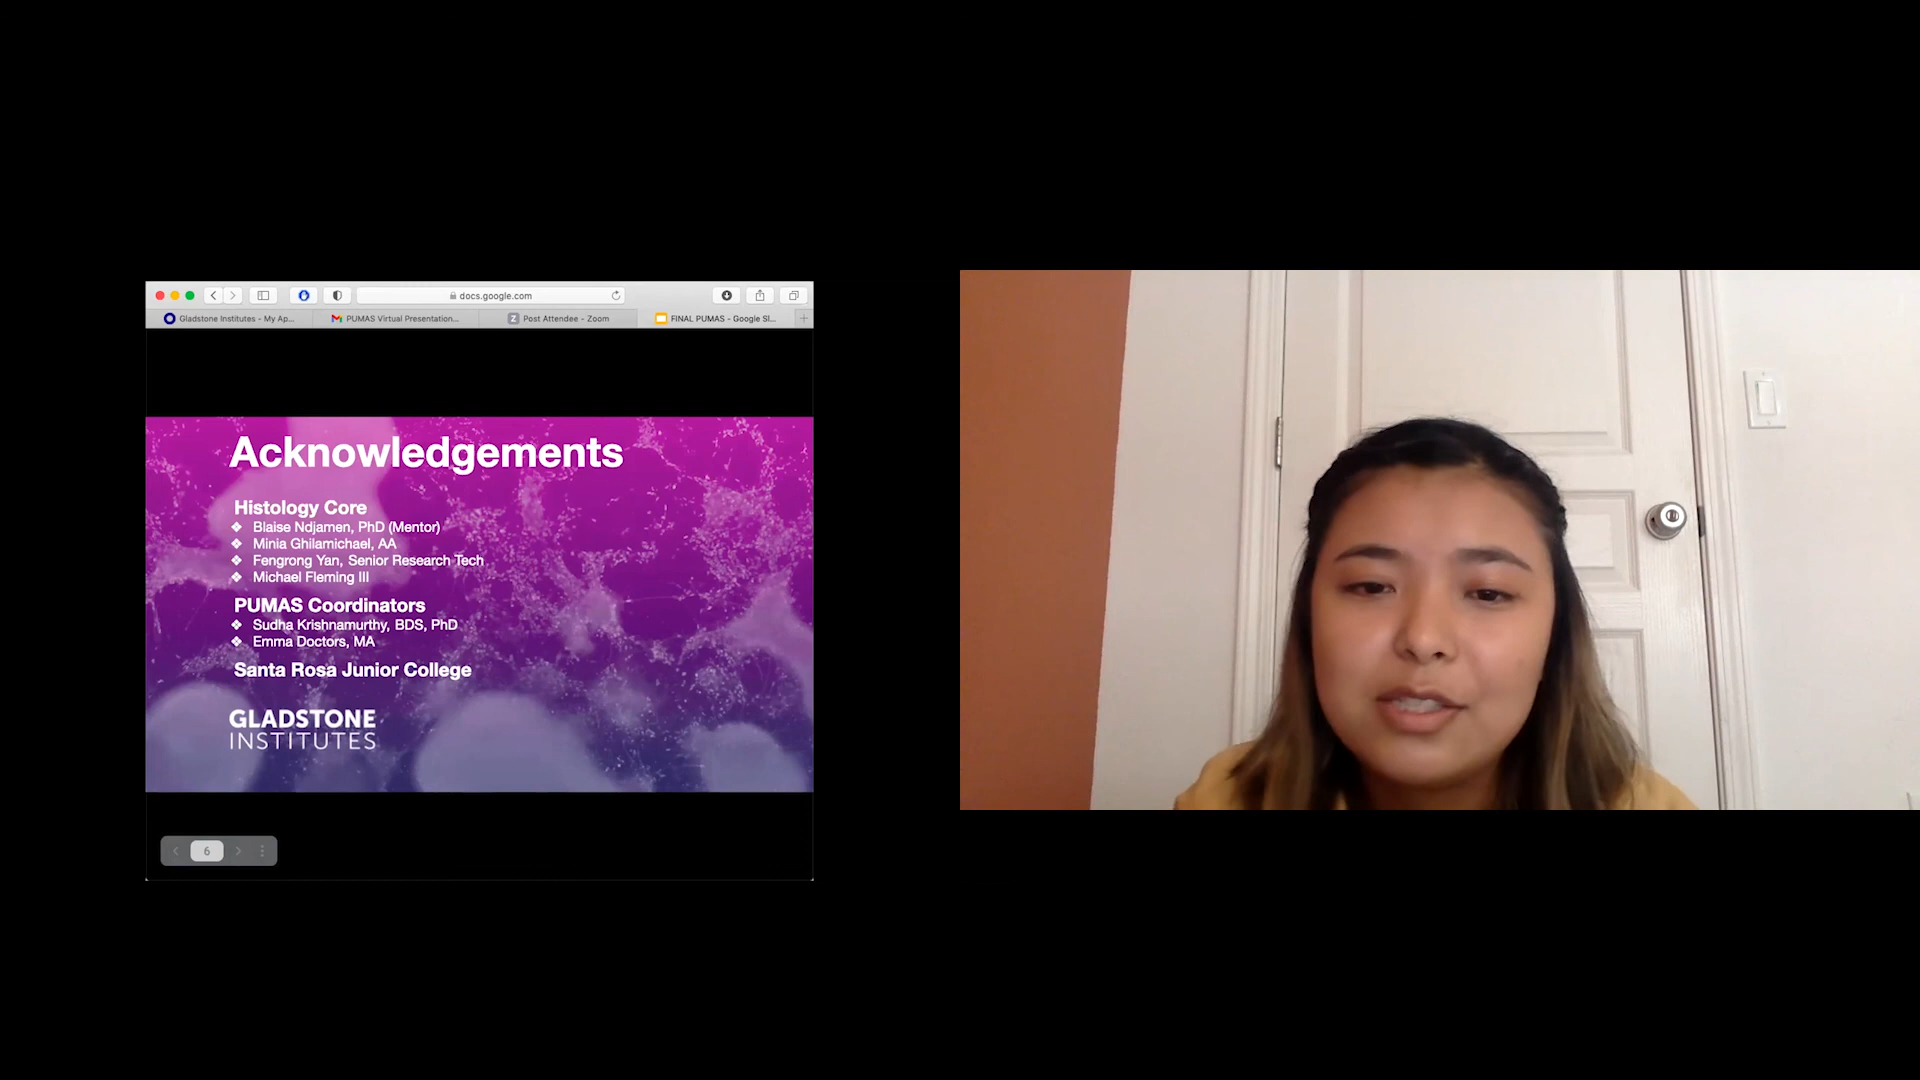 docs.google.com
Gladstone Institutes - My Ap...
PUMAS Virtual Presentation...
Z Post Attendee - Zoom
FINAL PUMAS - Google Sl...
Acknowledgements
Histology Core
❖ Blaise Ndjamen, PhD (Mentor)
❖ Minia Ghilamichael, AA
❖ Fengrong Yan, Senior Research Tech
❖ Michael Fleming III
PUMAS Coordinators
❖ Sudha Krishnamurthy, BDS, PhD
❖ Emma Doctors, MA
Santa Rosa Junior College
GLADSTONE
INSTITUTES
6